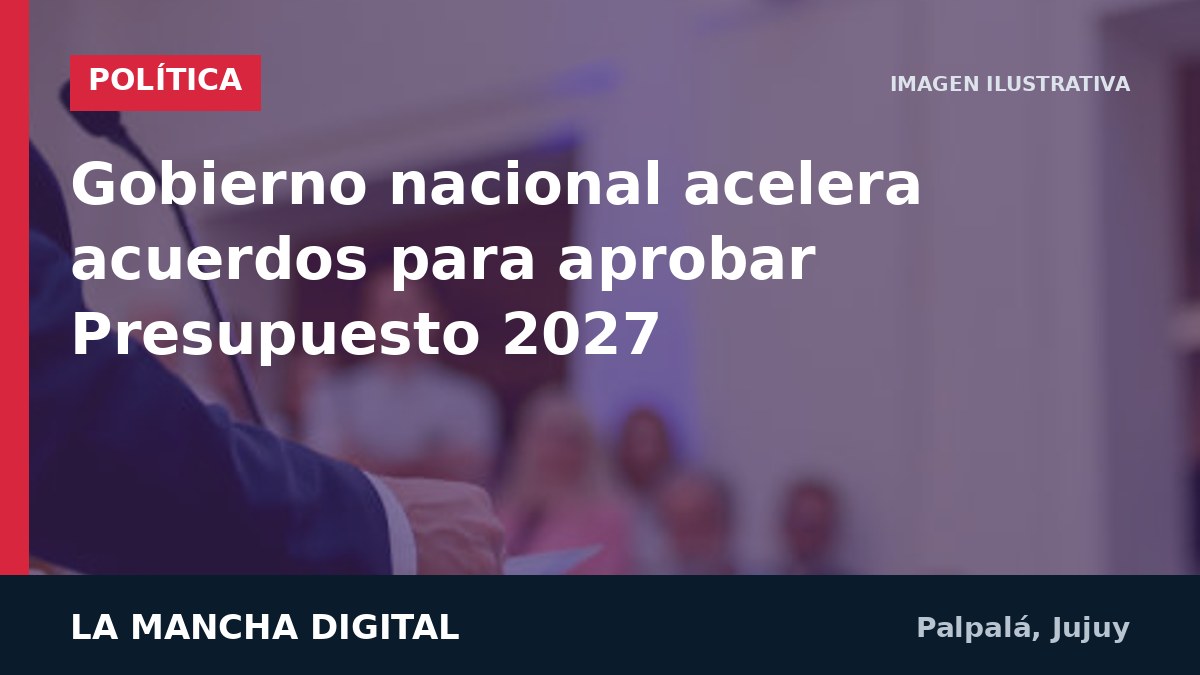 POLÍTICA
IMAGEN ILUSTRATIVA
Gobierno nacional acelera
acuerdos para aprobar
Presupuesto 2027
LA MANCHA DIGITAL
Palpalá, Jujuy